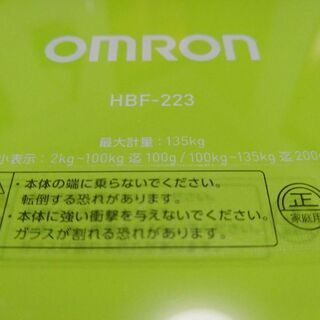 OMRON
HBF-223
最大計量：135kg
小表示：2kg~100kg 迄 100g / 100kg~135kg 迄 200
・本体の端に乗らないでください。
転倒する恐れがあります。
・本体に強い衝撃を与えないでください。
ガラスが割れる恐れがあります。
正
家庭用